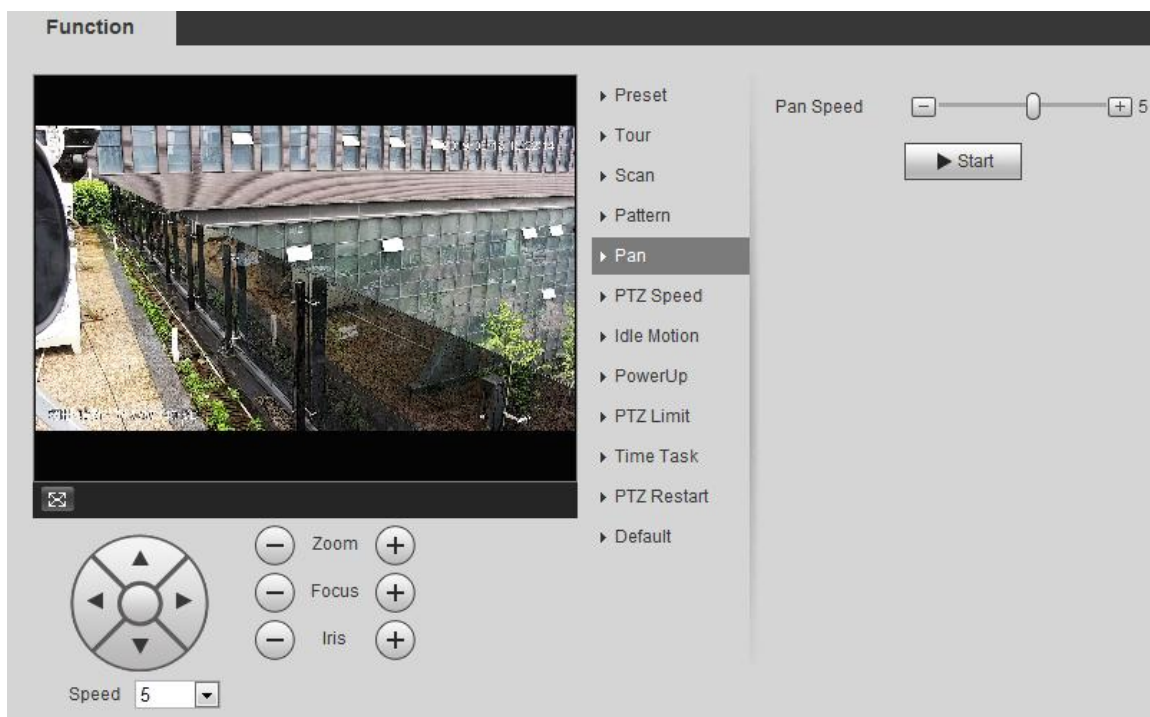 Function
Preset
Tour
Scan
Pattern
Pan
PTZ Speed
Idle Motion
PowerUp
PTZ Limit
Time Task
PTZ Restart
Default
Pan Speed 5
Start
Zoom
Focus
Iris
Speed 5